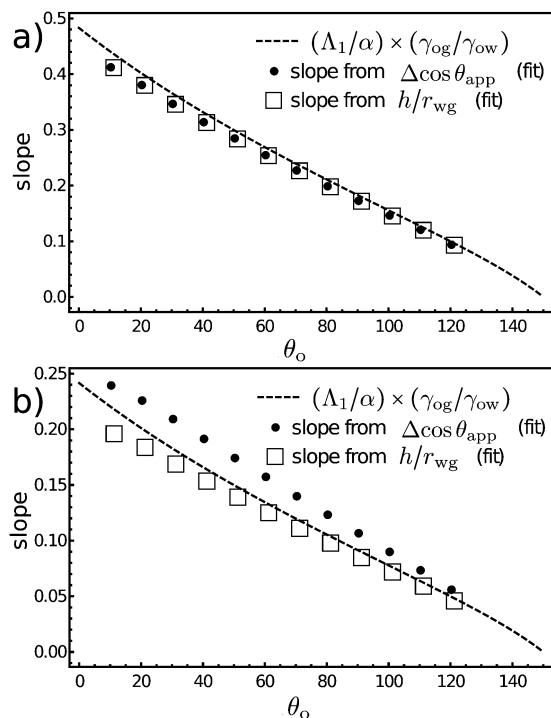 a)
0.5
0.4
0.3
0.2
0.1
0.0
slope
(Λ₁/α) × (γog/γow)
slope from Δcos θapp (fit)
slope from h/rwg (fit)
0 20 40 60 80 100 120 140
θo
b)
0.25
0.20
0.15
0.10
0.05
0.00
slope
(Λ₁/α) × (γog/γow)
slope from Δcos θapp (fit)
slope from h/rwg (fit)
0 20 40 60 80 100 120 140
θo